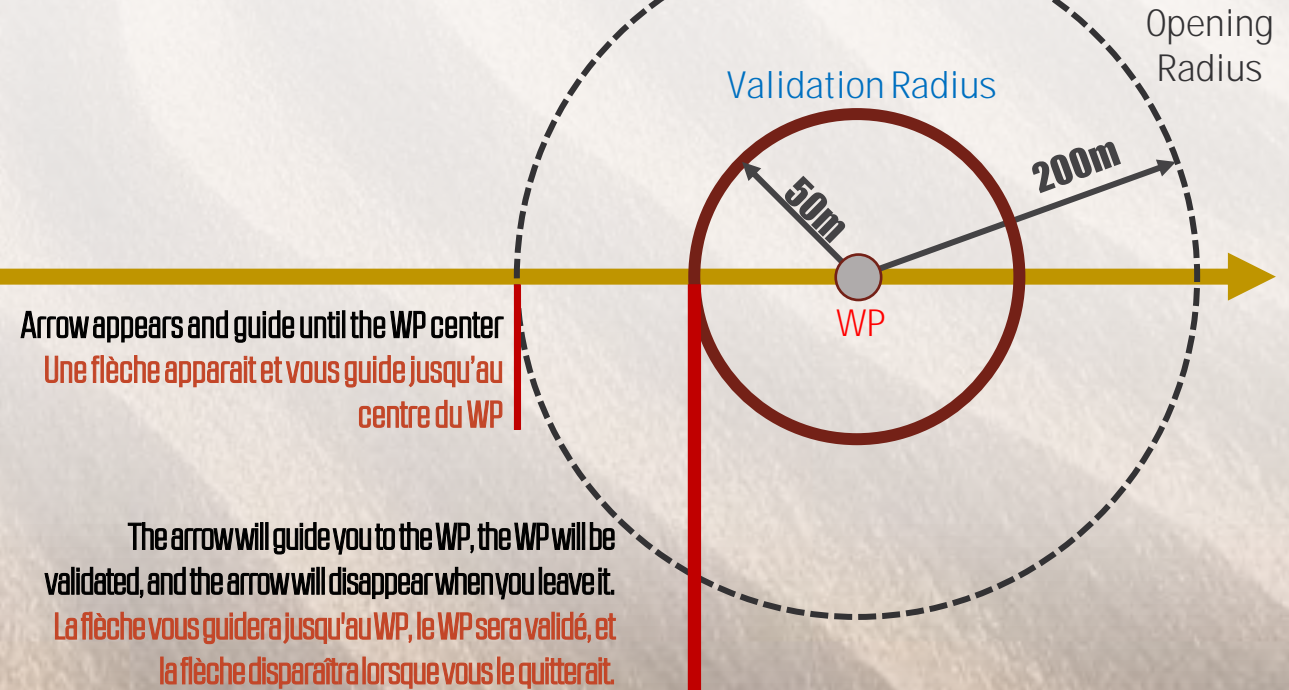 Opening
Radius
Validation Radius
200m
50m
WP
Arrow appears and guide until the WP center
Une flèche apparait et vous guide jusqu'au
centre du WP
The arrow will guide you to the WP, the WP will be
validated, and the arrow will disappear when you leave it.
La flèche vous guidera jusqu'au WP, le WP sera validé, et
la flèche disparaîtra lorsque vous le quitterait.